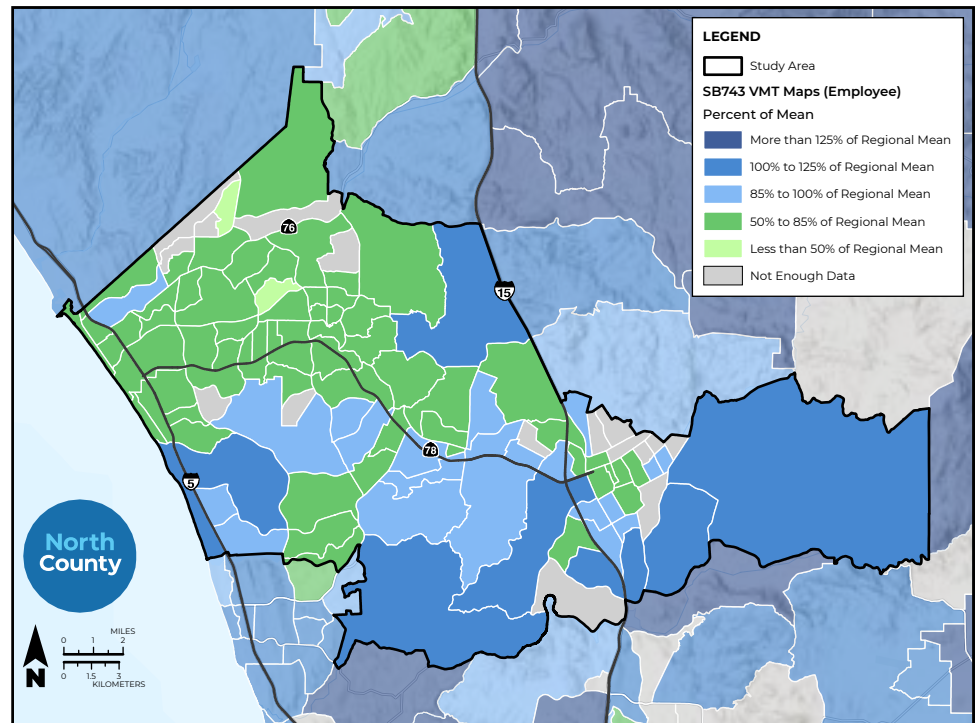 LEGEND
Study Area
SB743 VMT Maps (Employee)
Percent of Mean
More than 125% of Regional Mean
100% to 125% of Regional Mean
85% to 100% of Regional Mean
50% to 85% of Regional Mean
Less than 50% of Regional Mean
Not Enough Data
76
15
78
5
North
County
MILES
0 1 2
0 1.5 3
KILOMETERS
N